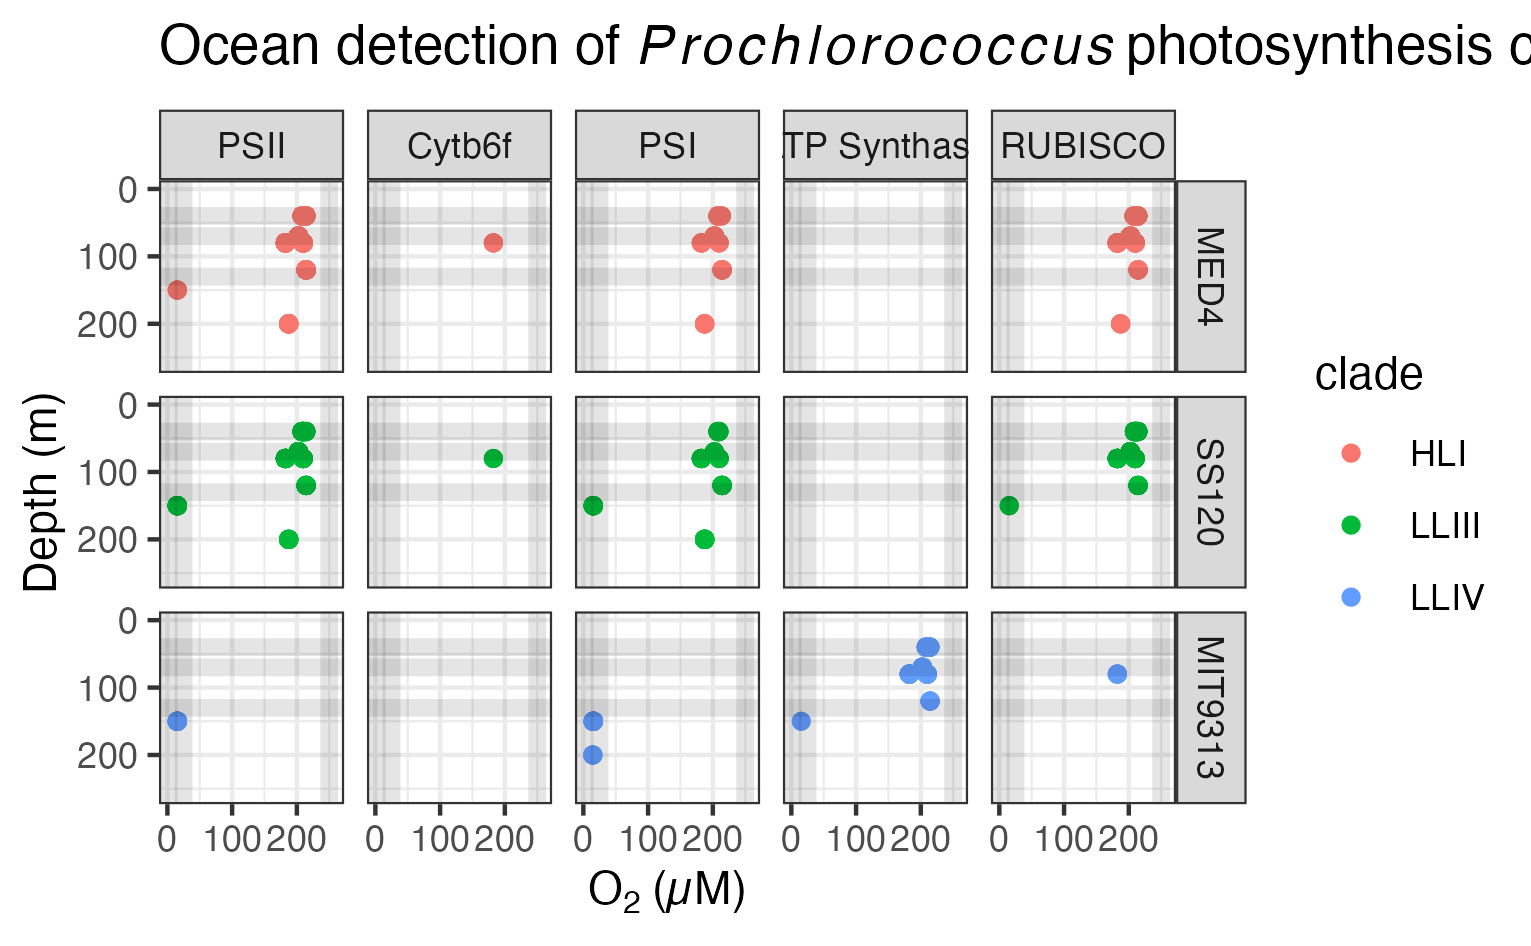 Ocean detection of Prochlorococcus photosynthesis c
PSII Cytb6f PSI TP Synthas RUBISCO
0
100
200
MED4
0
100
200
SS120
0
100
200
MIT9313
0 100 200 0 100 200 0 100 200 0 100 200 0 100 200
Depth (m)
O₂ (µM)
clade
HLI
LLIII
LLIV